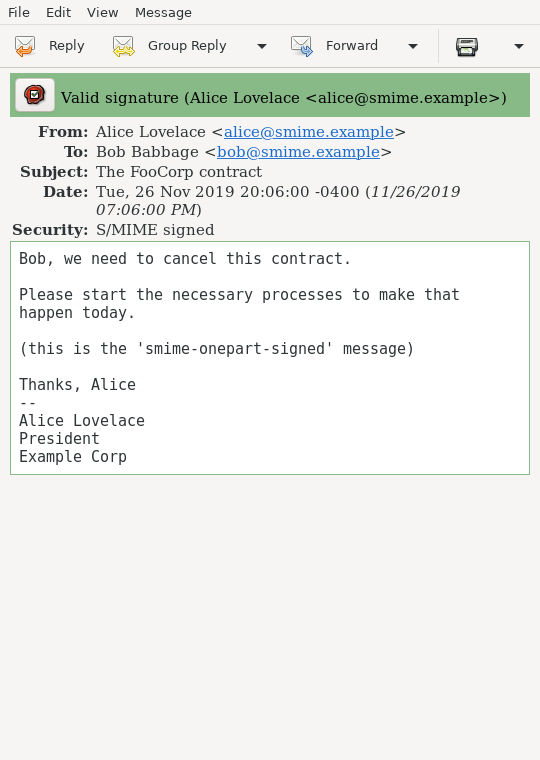 File Edit View Message
Reply Group Reply Forward
Valid signature (Alice Lovelace <alice@smime.example>)
From: Alice Lovelace <alice@smime.example>
To: Bob Babbage <bob@smime.example>
Subject: The FooCorp contract
Date: Tue, 26 Nov 2019 20:06:00 -0400 (11/26/2019
07:06:00 PM)
Security: S/MIME signed
Bob, we need to cancel this contract.
Please start the necessary processes to make that
happen today.
(this is the 'smime-onepart-signed' message)
Thanks, Alice
--
Alice Lovelace
President
Example Corp